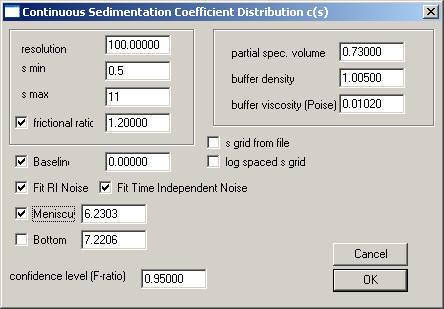 Continuous Sedimentation Coefficient Distribution c(s)
resolution 100.00000
s min 0.5
s max 11
frictional ratic 1.20000
partial spec. volume 0.73000
buffer density 1.00500
buffer viscosity (Poise) 0.01020
s grid from file
log spaced s grid
Baseline 0.00000
Fit RI Noise Fit Time Independent Noise
Meniscu 6.2303
Bottom 7.2206
confidence level (F-ratio) 0.95000
Cancel
OK